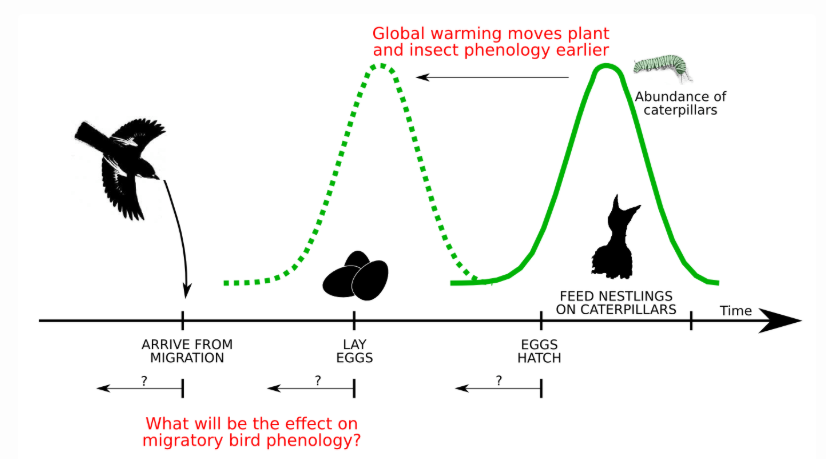 Global warming moves plant
and insect phenology earlier
Abundance of
caterpillars
FEED NESTLINGS
ON CATERPILLARS
Time
ARRIVE FROM
MIGRATION
LAY
EGGS
EGGS
HATCH
?
?
?
What will be the effect on
migratory bird phenology?